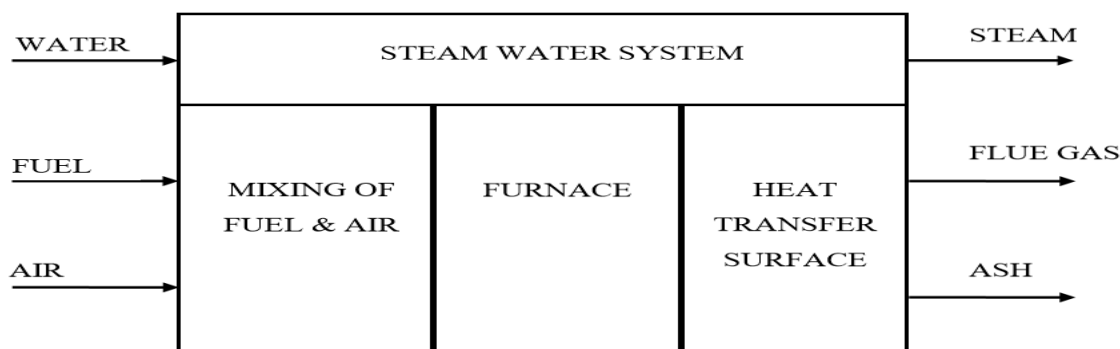 WATER
STEAM WATER SYSTEM
STEAM
FUEL
MIXING OF
FUEL & AIR
FURNACE
HEAT
TRANSFER
SURFACE
FLUE GAS
AIR
ASH